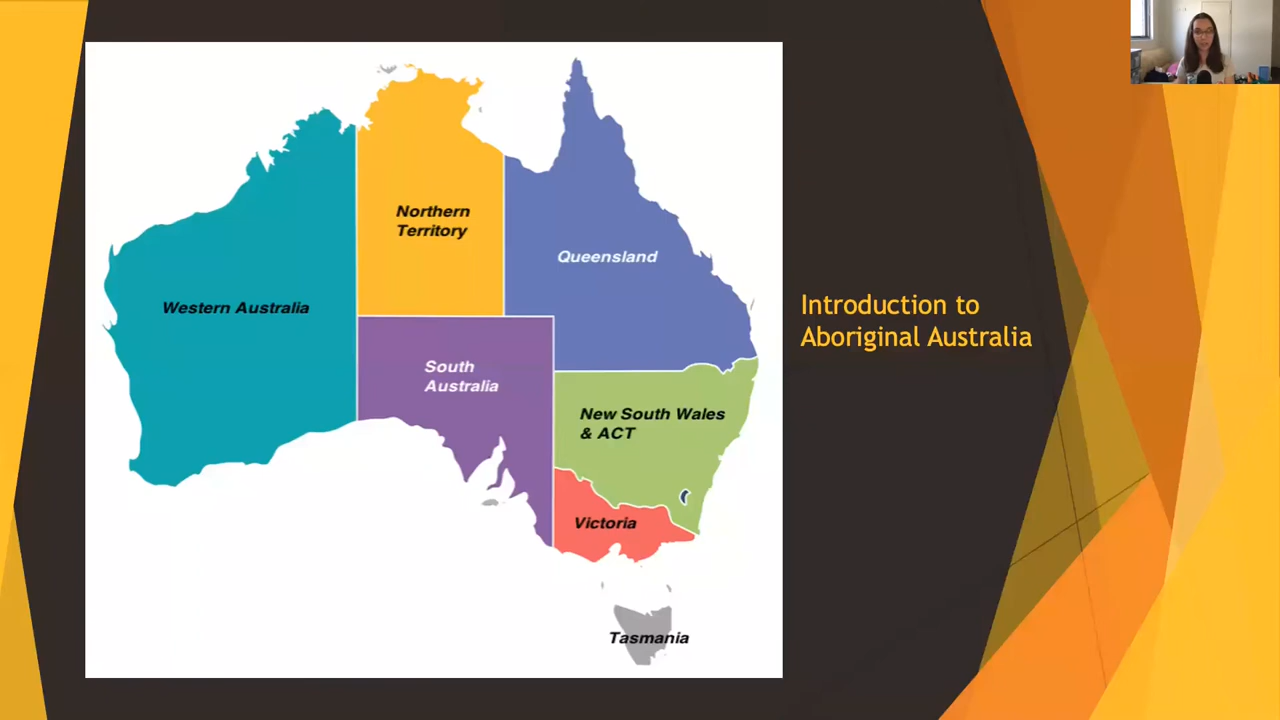 Northern
Territory
Queensland
Western Australia
South
Australia
New South Wales
& ACT
Victoria
Tasmania
Introduction to
Aboriginal Australia